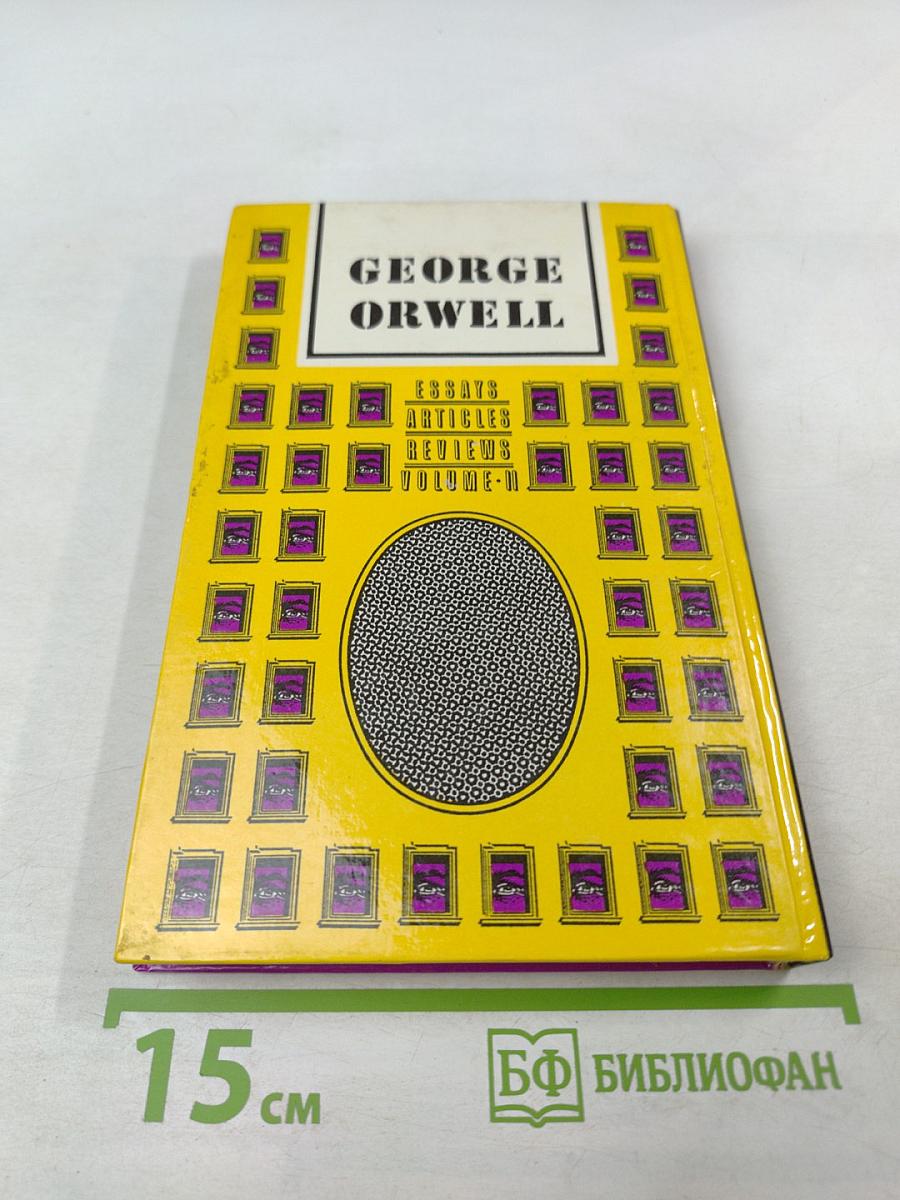 GEORGE
ORWELL
ESSAYS
ARTICLES
REVIEWS
VOLUME·II
15 см
БФ БИБЛИОФАН